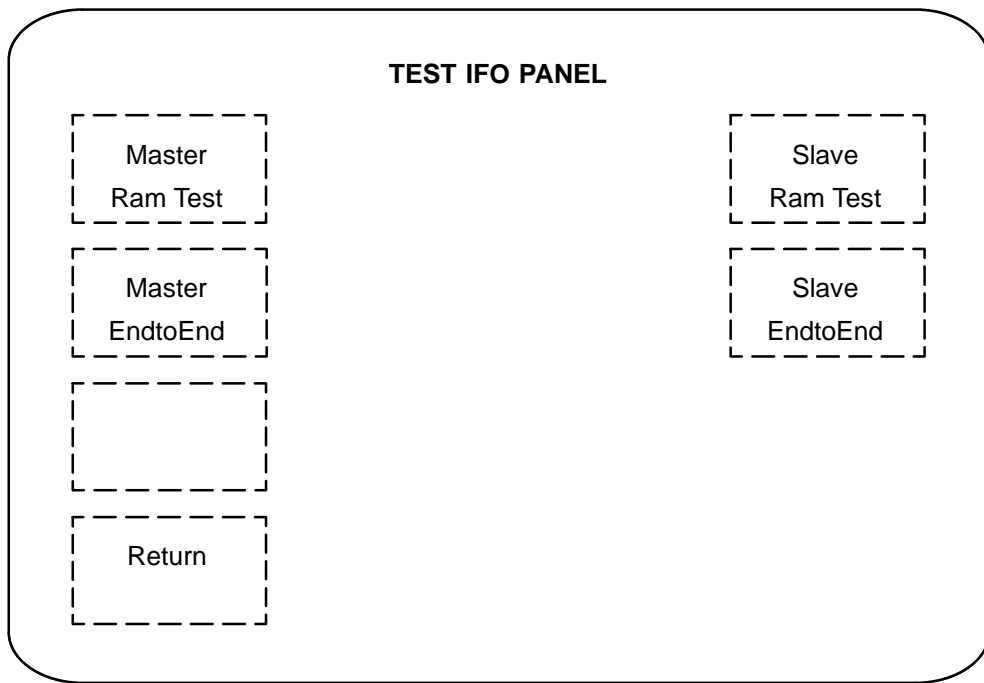 TEST IFO PANEL
Master
Ram Test
Slave
Ram Test
Master
EndtoEnd
Slave
EndtoEnd
Return